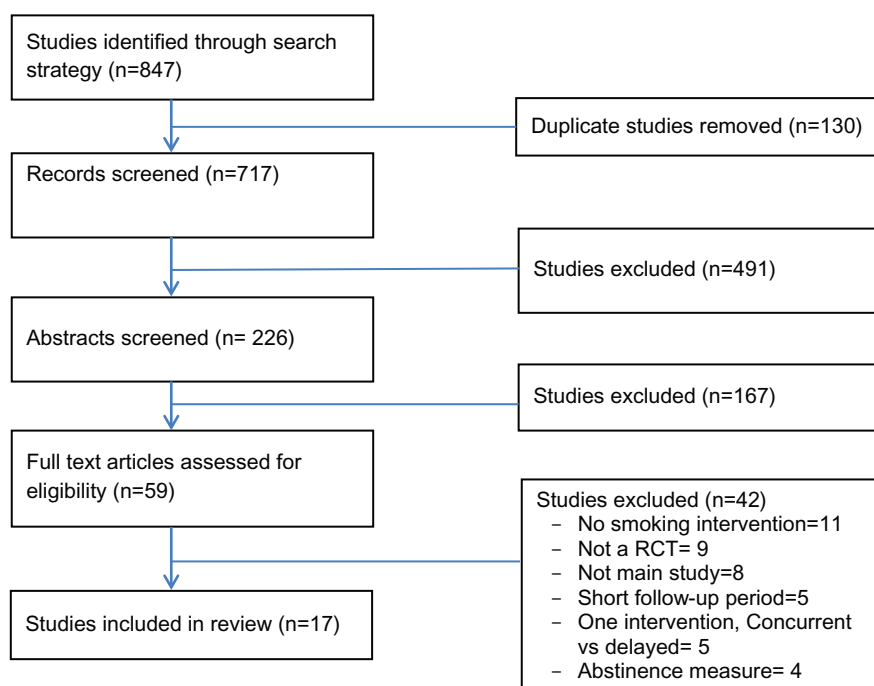 Studies identified through search
strategy (n=847)
Duplicate studies removed (n=130)
Records screened (n=717)
Studies excluded (n=491)
Abstracts screened (n= 226)
Studies excluded (n=167)
Full text articles assessed for
eligibility (n=59)
Studies excluded (n=42)
- No smoking intervention=11
- Not a RCT= 9
- Not main study=8
- Short follow-up period=5
- One intervention, Concurrent
vs delayed= 5
- Abstinence measure= 4
Studies included in review (n=17)